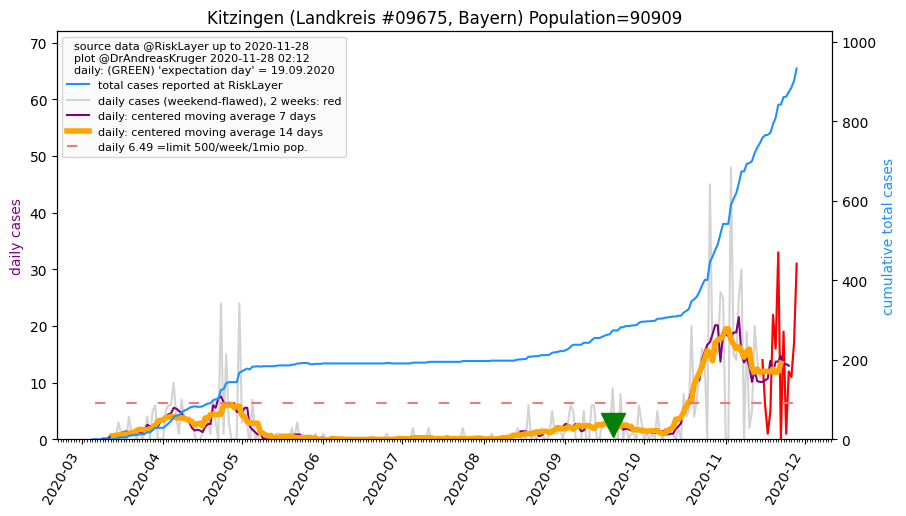 Kitzingen (Landkreis #09675, Bayern) Population=90909
source data @RiskLayer up to 2020-11-28
plot @DrAndreasKruger 2020-11-28 02:12
daily: (GREEN) 'expectation day' = 19.09.2020
total cases reported at RiskLayer
daily cases (weekend-flawed), 2 weeks: red
daily: centered moving average 7 days
daily: centered moving average 14 days
daily 6.49 =limit 500/week/1mio pop.
daily cases
70
60
50
40
30
20
10
0
cumulative total cases
1000
800
600
400
200
0
2020-03
2020-04
2020-05
2020-06
2020-07
2020-08
2020-09
2020-10
2020-11
2020-12